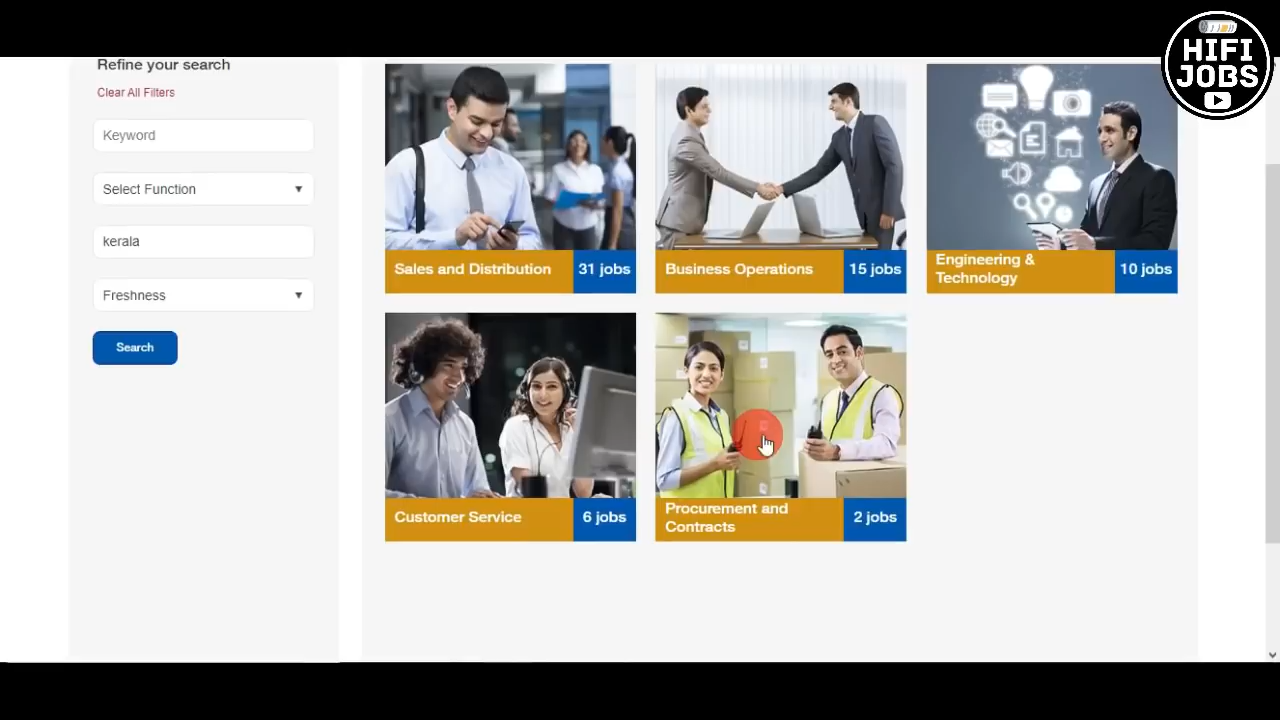 HIFI
JOBS
Refine your search
Clear All Filters
Keyword
Select Function
kerala
Freshness
Search
Sales and Distribution
31 jobs
Business Operations
15 jobs
Engineering &
Technology
10 jobs
Customer Service
6 jobs
Procurement and
Contracts
2 jobs